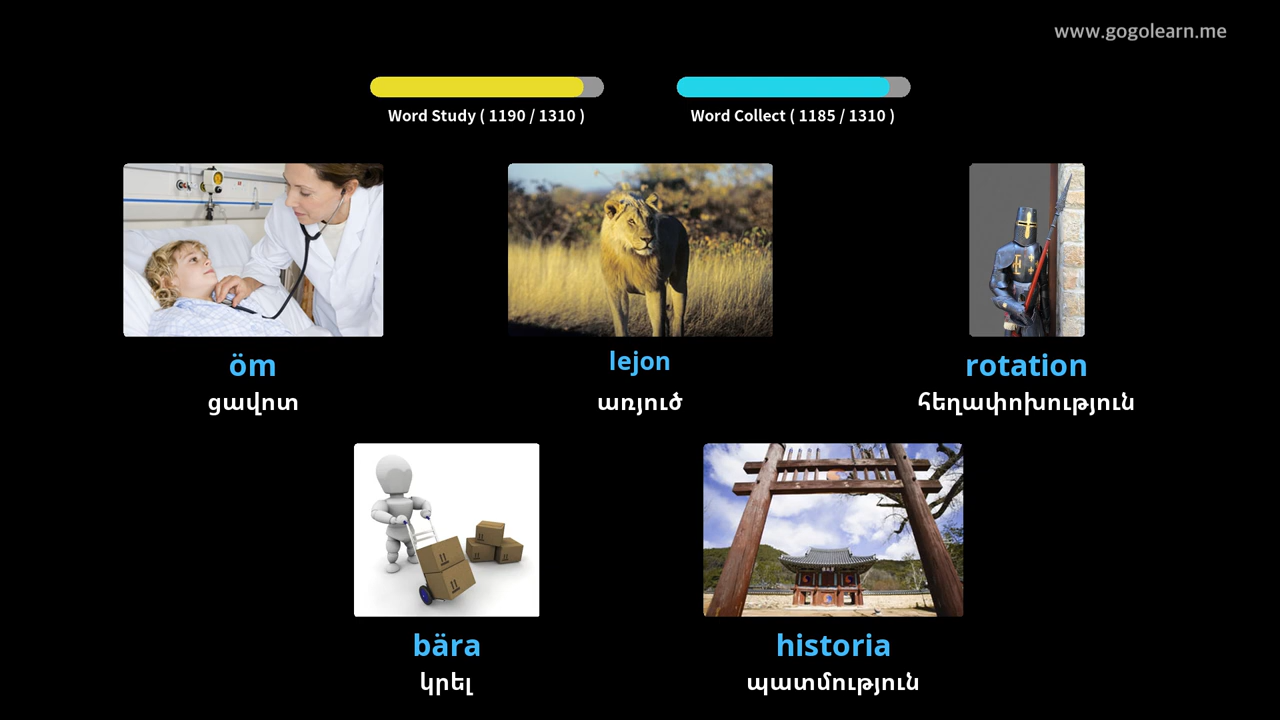 www.gogolearn.me
Word Study ( 1190 / 1310 )
Word Collect ( 1185 / 1310 )
öm
ցավոտ
lejon
առյուծ
rotation
հեղափոխություն
bära
կրել
historia
պատմություն